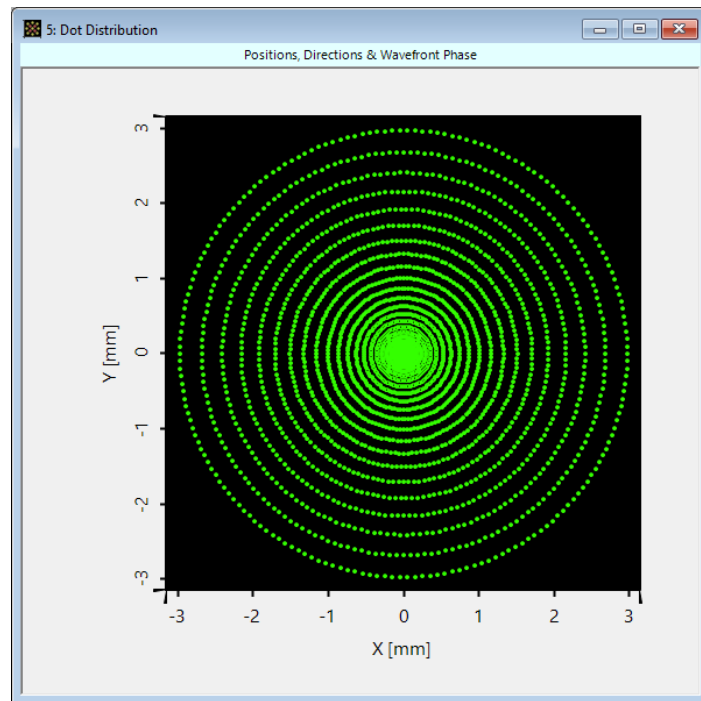 5: Dot Distribution
Positions, Directions & Wavefront Phase
3
2
1
0
-1
-2
-3
Y [mm]
-3 -2 -1 0 1 2 3
X [mm]